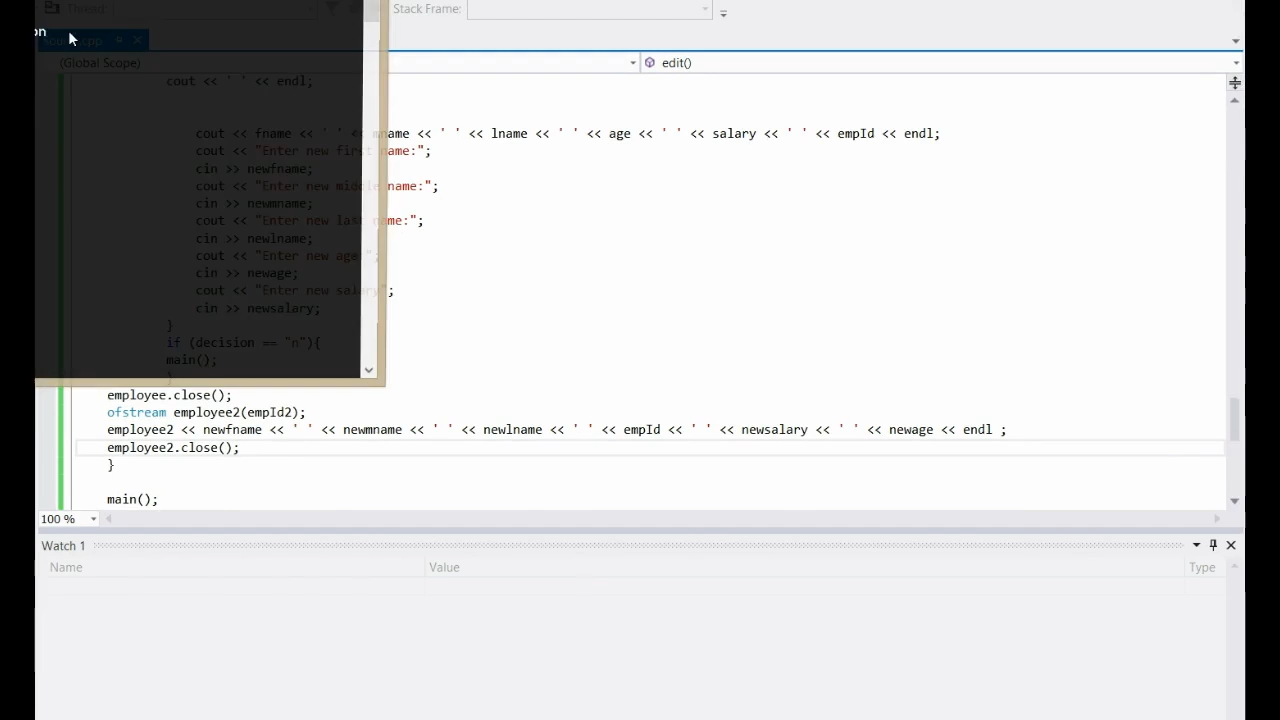 Thread: Stack Frame:
on
(Global Scope) edit()
cout << ' ' << endl;
cout << fname << ' ' << mname << ' ' << lname << ' ' << age << ' ' << salary << ' ' << empId << endl;
cout << "Enter new first name:";
cin >> newfname;
cout << "Enter new middle name:";
cin >> newmname;
cout << "Enter new last name:";
cin >> newlname;
cout << "Enter new age:";
cin >> newage;
cout << "Enter new salary";
cin >> newsalary;
}
if (decision == "n"){
main();
}
employee.close();
ofstream employee2(empId2);
employee2 << newfname << ' ' << newmname << ' ' << newlname << ' ' << empId << ' ' << newsalary << ' ' << newage << endl ;
employee2.close();
}
main();
100 %
Watch 1
Name Value Type